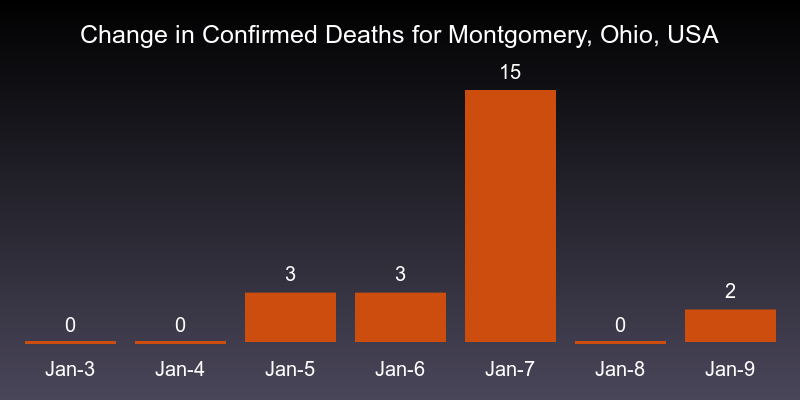 Change in Confirmed Deaths for Montgomery, Ohio, USA
15
3
3
2
0
0
0
Jan-3
Jan-4
Jan-5
Jan-6
Jan-7
Jan-8
Jan-9